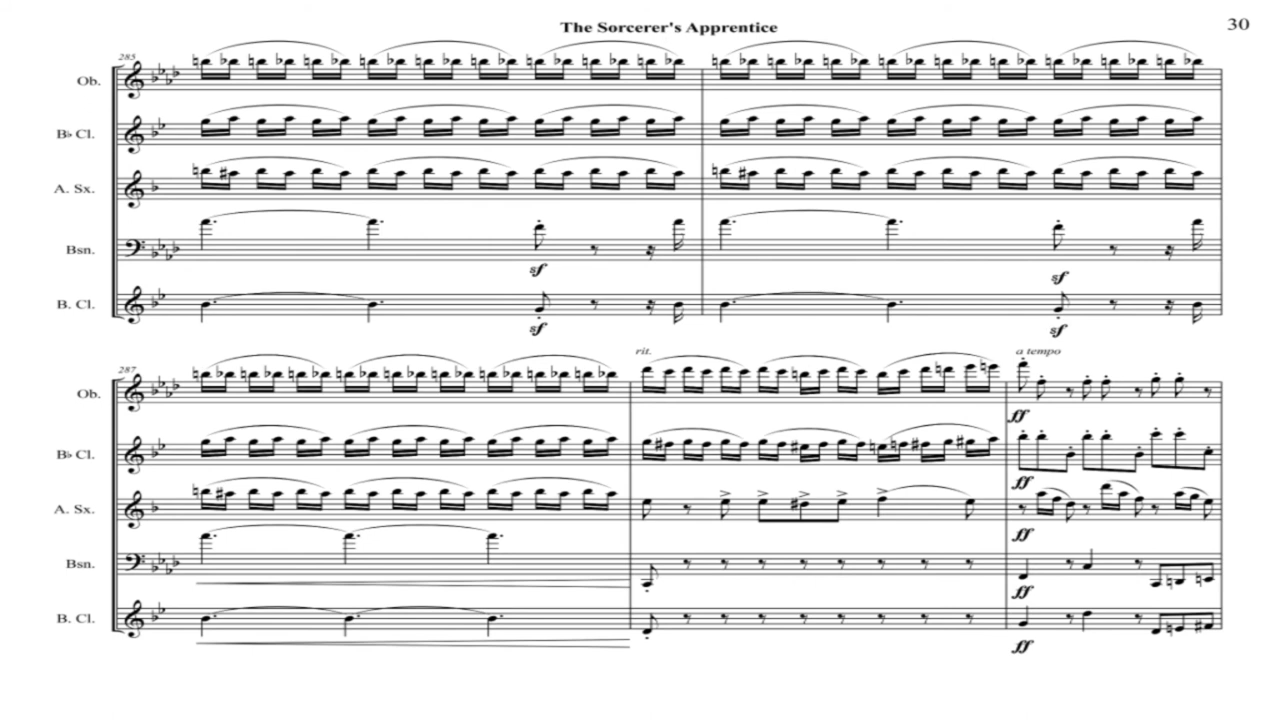 The Sorcerer's Apprentice
30
285
Ob.
B♭ Cl.
A. Sx.
Bsn.
sf sf
B. Cl.
sf sf
287 rit. a tempo
Ob.
ff
B♭ Cl.
ff
A. Sx.
ff
Bsn.
ff
B. Cl.
ff